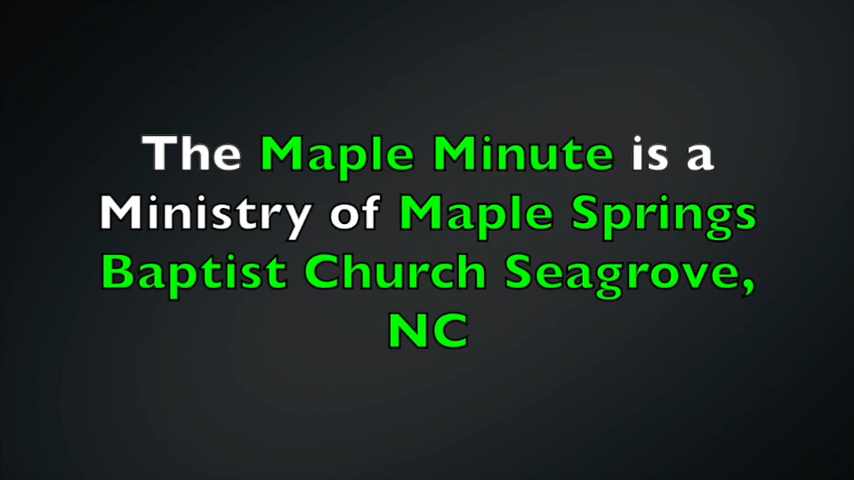 The Maple Minute is a
Ministry of Maple Springs
Baptist Church Seagrove,
NC